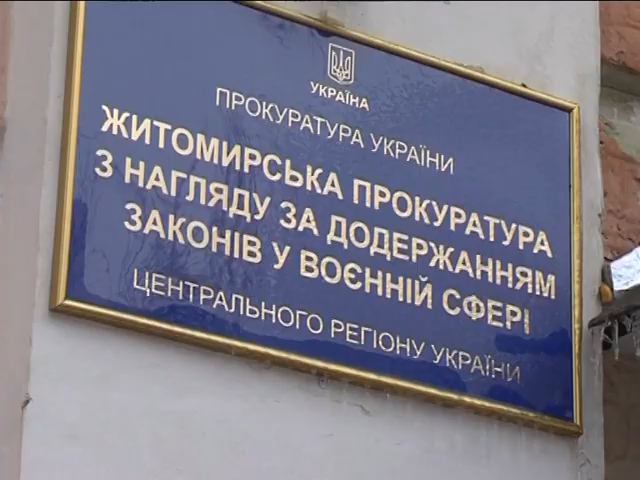 УКРАЇНА
ПРОКУРАТУРА УКРАЇНИ
ЖИТОМИРСЬКА ПРОКУРАТУРА
З НАГЛЯДУ ЗА ДОДЕРЖАННЯМ
ЗАКОНІВ У ВОЄННІЙ СФЕРІ
ЦЕНТРАЛЬНОГО РЕГІОНУ УКРАЇНИ